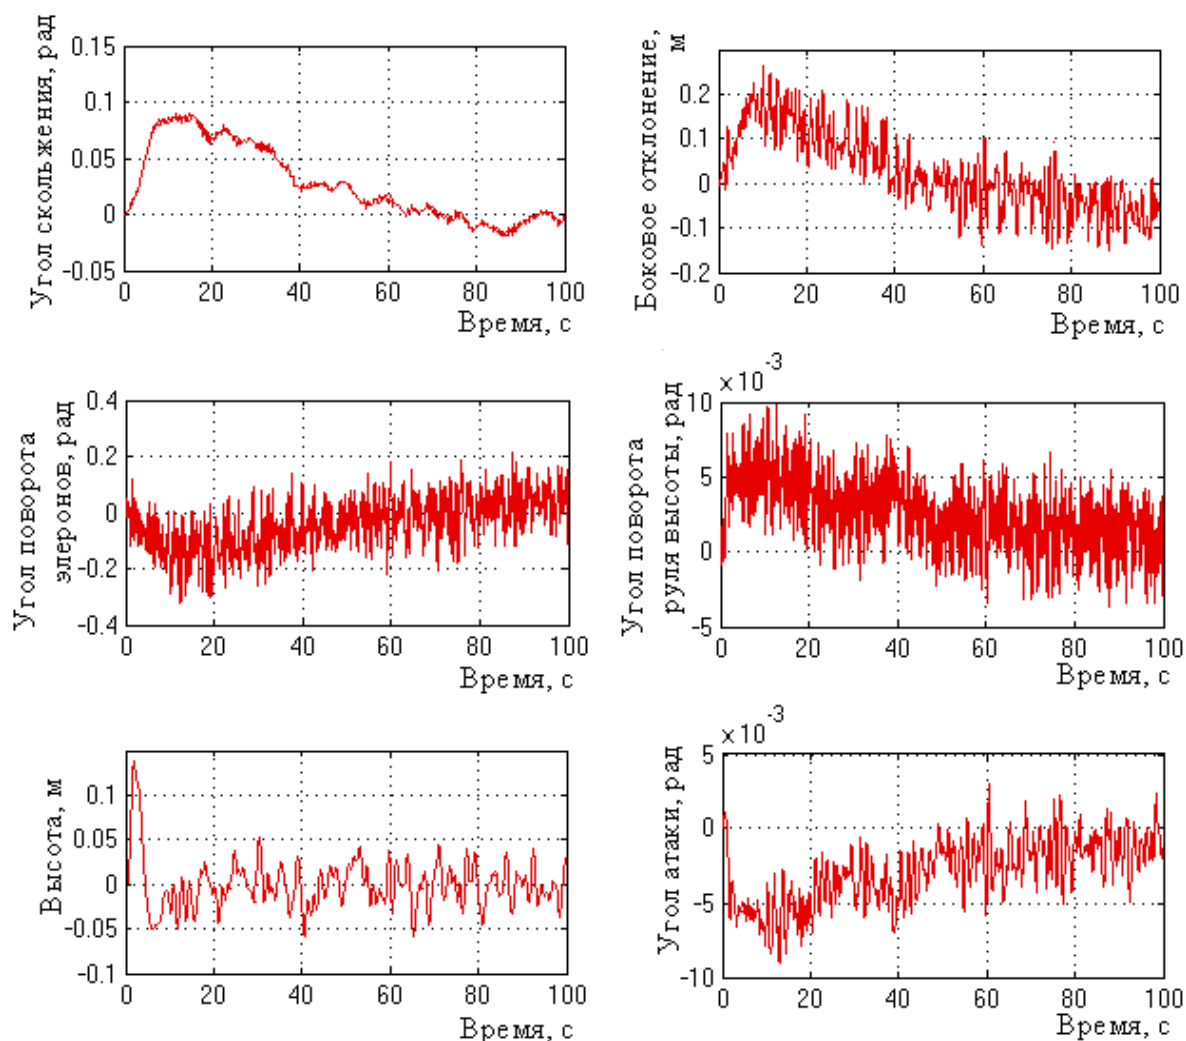 Угол скольжения, рад
0.15
0.1
0.05
0
-0.05
0 20 40 60 80 100
Время, с
Боковое отклонение,
м
0.2
0.1
0
-0.1
-0.2
0 20 40 60 80 100
Время, с
Угол поворота
элеронов, рад
0.4
0.2
0
-0.2
-0.4
0 20 40 60 80 100
Время, с
Угол поворота
руля высоты, рад
×10⁻³
10
5
0
-5
0 20 40 60 80 100
Время, с
Высота, м
0.1
0.05
0
-0.05
-0.1
0 20 40 60 80 100
Время, с
Угол атаки, рад
×10⁻³
5
0
-5
-10
0 20 40 60 80 100
Время, с